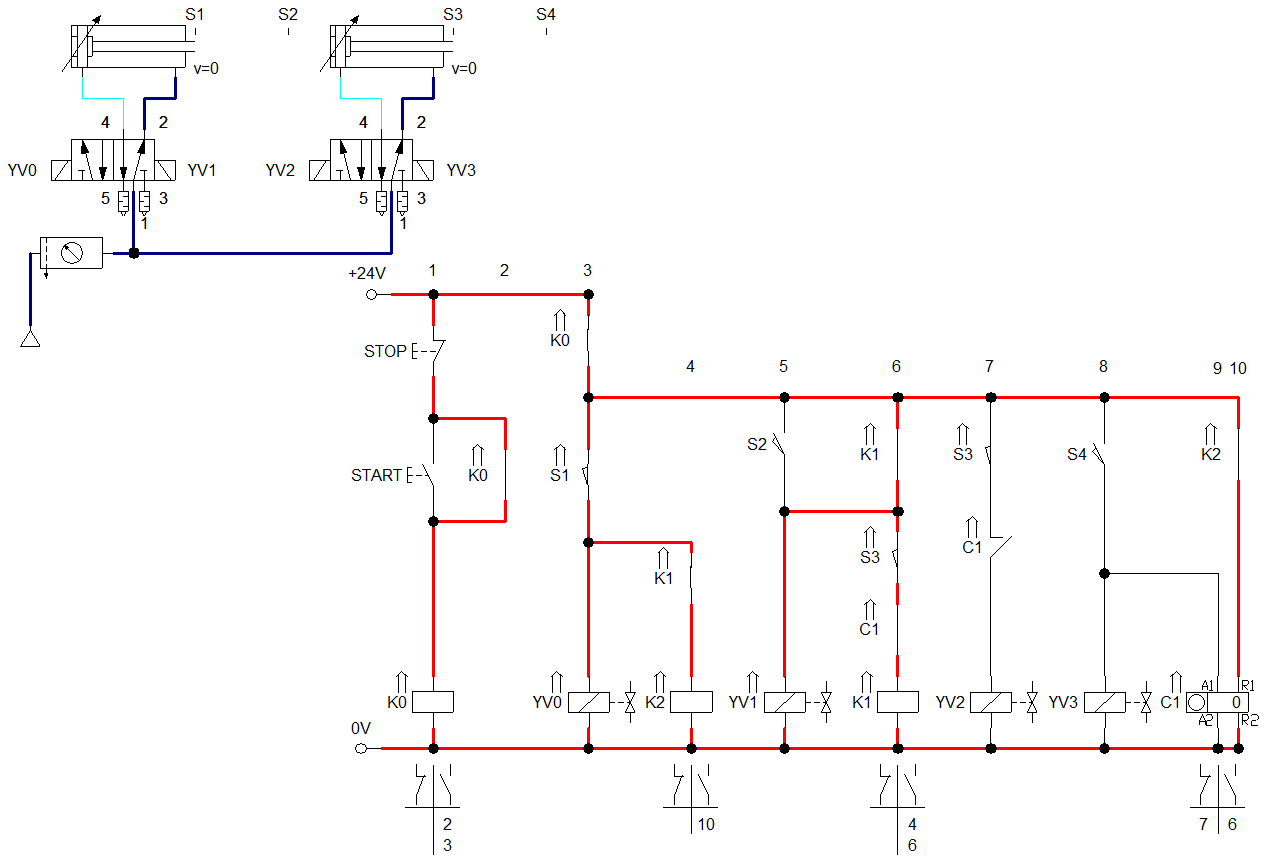 S1 S2 S3 S4
v=0 v=0
4 2 4 2
YV0 YV1 YV2 YV3
5 3 5 3
1 1
+24V 1 2 3
K0
STOP
4 5 6 7 8 9 10
S2 K1 S3 S4 K2
START K0 S1
C1
S3
K1
C1
A1 R1
K0 YV0 K2 YV1 K1 YV2 YV3 C1 0
A2 R2
0V
2 10 4 7 6
3 6